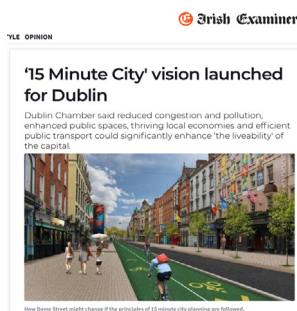 Irish Examiner
YLE OPINION
‘15 Minute City' vision launched
for Dublin
Dublin Chamber said reduced congestion and pollution,
enhanced public spaces, thriving local economies and efficient
public transport could significantly enhance 'the liveability' of
the capital.
How Dame Street might change if the principles of 15 minute city planning are followed.